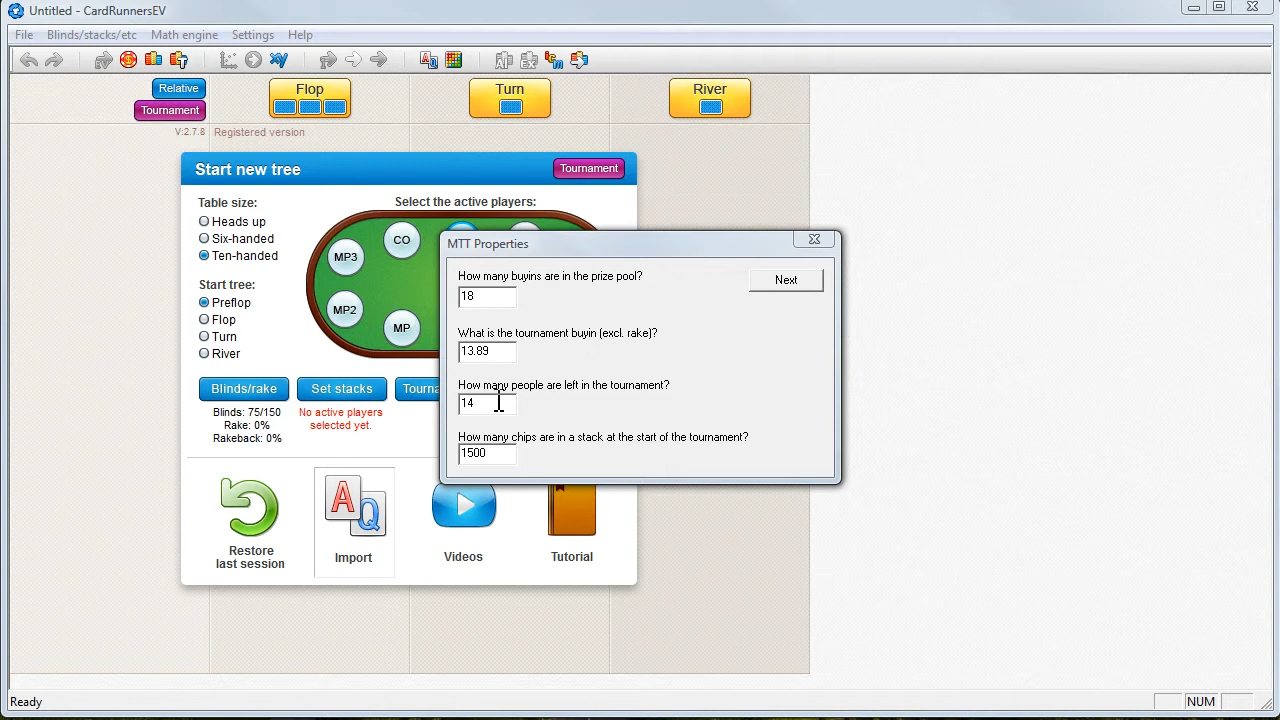 Untitled - CardRunnersEV
File Blinds/stacks/etc Math engine Settings Help
Relative
Tournament
Flop
Turn
River
V:2.7.8 Registered version
Start new tree
Tournament
Table size:
Heads up
Six-handed
Ten-handed
Start tree:
Preflop
Flop
Turn
River
Select the active players:
CO
MP3
MP2
MP
Blinds/rake
Set stacks
Tourna
Blinds: 75/150
Rake: 0%
Rakeback: 0%
No active players
selected yet.
Restore
last session
Import
Videos
Tutorial
MTT Properties
How many buyins are in the prize pool?
18
Next
What is the tournament buyin (excl. rake)?
13.89
How many people are left in the tournament?
14
How many chips are in a stack at the start of the tournament?
1500
Ready
NUM